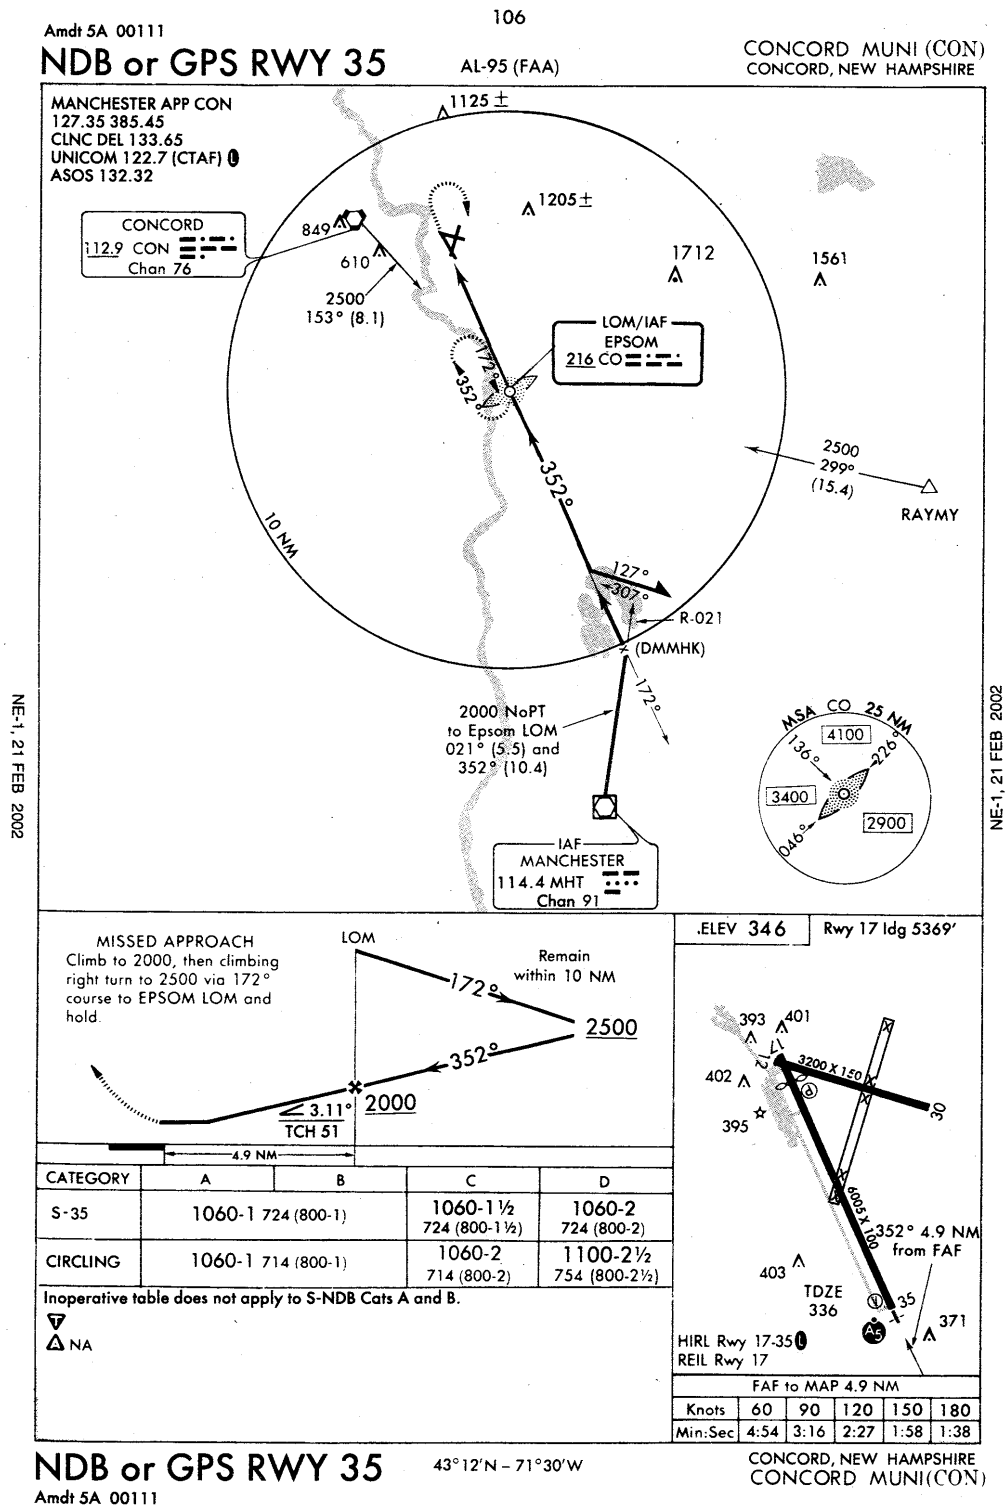 106
Amdt 5A 00111
NDB or GPS RWY 35
AL-95 (FAA)
CONCORD MUNI (CON)
CONCORD, NEW HAMPSHIRE
MANCHESTER APP CON
127.35 385.45
CLNC DEL 133.65
UNICOM 122.7 (CTAF) L
ASOS 132.32
1125 ±
1205 ±
849
610
1712
1561
CONCORD
112.9 CON
Chan 76
2500
153° (8.1)
LOM/IAF
EPSOM
216 CO
172°
352°
352°
2500
299°
(15.4)
RAYMY
10 NM
127°
307°
R-021
(DMMHK)
172°
2000 NoPT
to Epsom LOM
021° (5.5) and
352° (10.4)
IAF
MANCHESTER
114.4 MHT
Chan 91
MSA CO 25 NM
136°
4100
226°
3400
046°
2900
NE-1, 21 FEB 2002
NE-1, 21 FEB 2002
MISSED APPROACH
Climb to 2000, then climbing
right turn to 2500 via 172°
course to EPSOM LOM and
hold.
LOM
Remain
within 10 NM
172°
2500
352°
2000
3.11°
TCH 51
4.9 NM
CATEGORY A B C D
S-35 1060-1 724 (800-1) 1060-1½ 724 (800-1½) 1060-2 724 (800-2)
CIRCLING 1060-1 714 (800-1) 1060-2 714 (800-2) 1100-2½ 754 (800-2½)
Inoperative table does not apply to S-NDB Cats A and B.
T
A NA
ELEV 346
Rwy 17 ldg 5369'
393
401
17
12
3200 X 150
402
P
395
30
6005 X 100
352° 4.9 NM
from FAF
403
TDZE
336
35
A5
371
HIRL Rwy 17-35 L
REIL Rwy 17
FAF to MAP 4.9 NM
Knots 60 90 120 150 180
Min:Sec 4:54 3:16 2:27 1:58 1:38
NDB or GPS RWY 35
Amdt 5A 00111
43°12'N – 71°30'W
CONCORD, NEW HAMPSHIRE
CONCORD MUNI(CON)